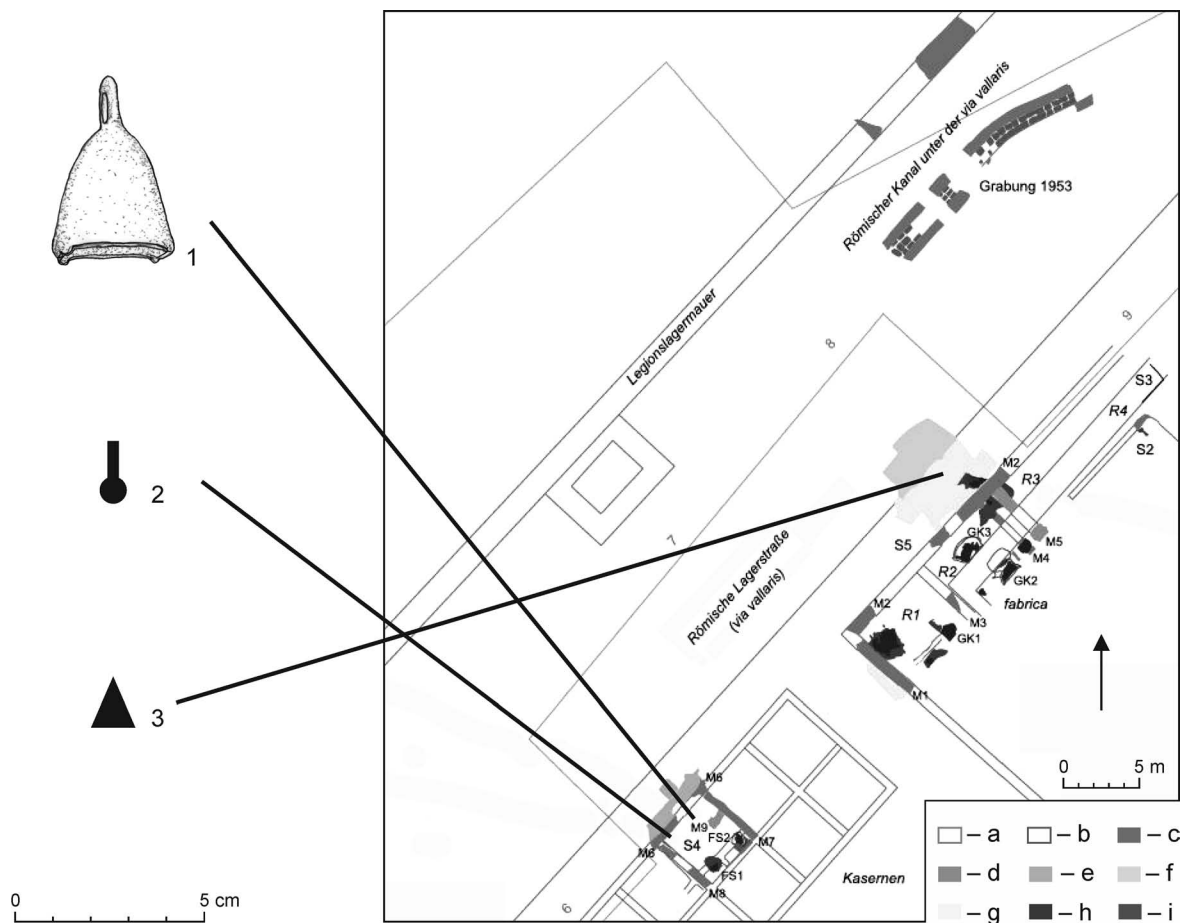 1
2
3
0 5 cm
Römischer Kanal unter der via vallaris
Grabung 1953
Legionslagermauer
8
9
S3
R4
S2
M2
R3
S5
GK3
M5
M4
R2
GK2
7
Römische Lagerstraße
(via vallaris)
fabrica
M2
R1
M3
GK1
M1
0 5 m
M6
M9
FS2
M7
S4
M6
FS1
M8
Kasernen
6
– a – b – c
– d – e – f
– g – h – i